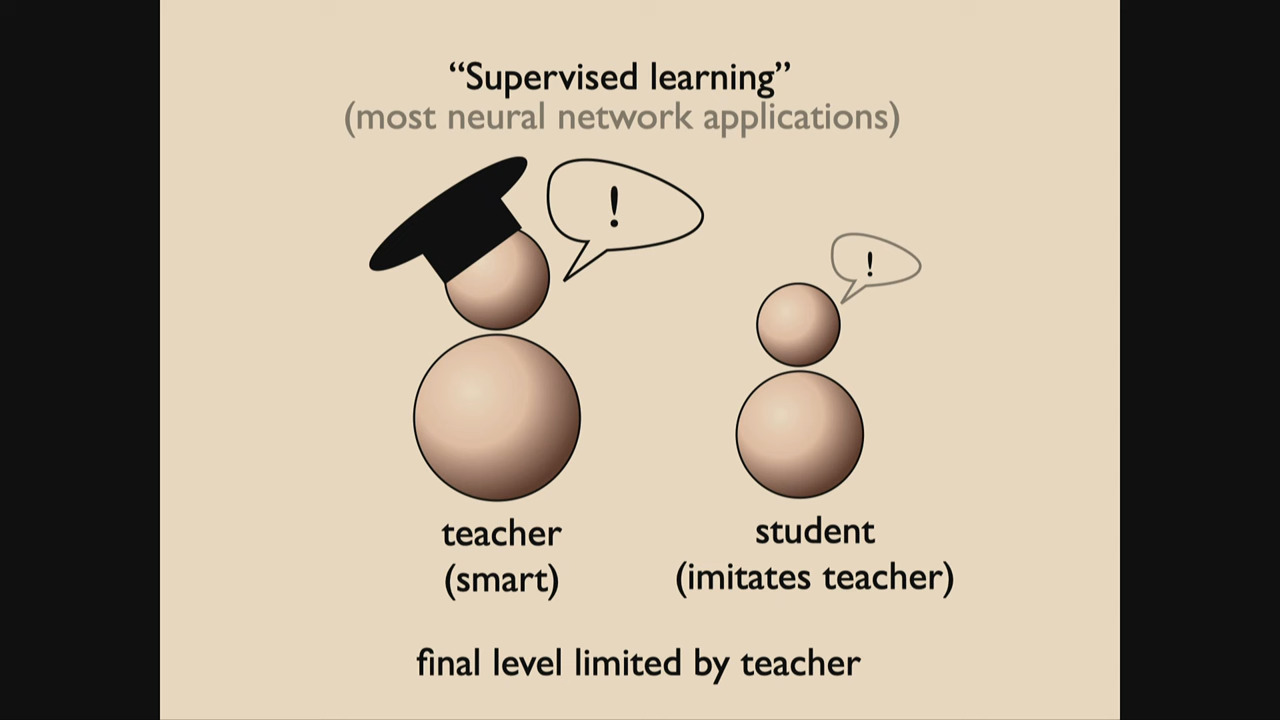 “Supervised learning”
(most neural network applications)
!
!
teacher
(smart)
student
(imitates teacher)
final level limited by teacher